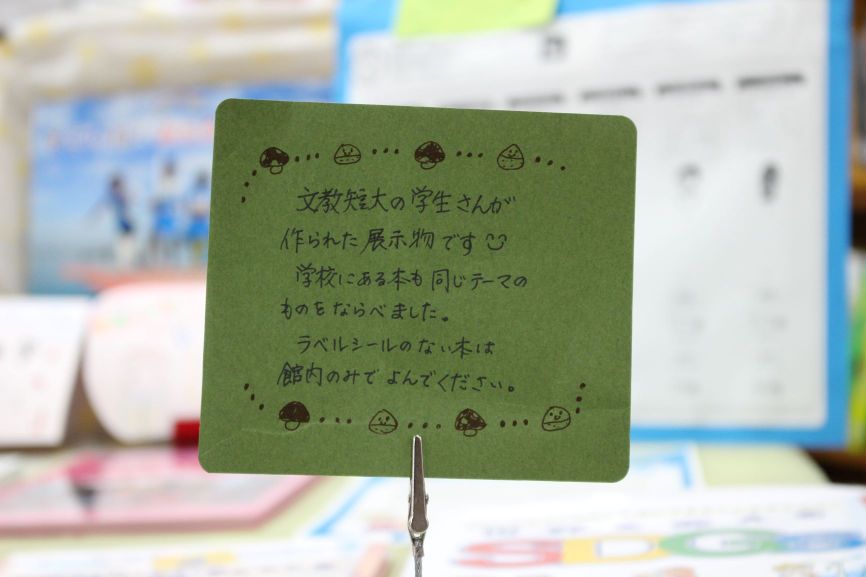 文教短大の学生さんが
作られた展示物です
学校にある本も同じテーマの
ものをならべました。
ラベルシールのない本は
館内のみでよんでください。
SDGs